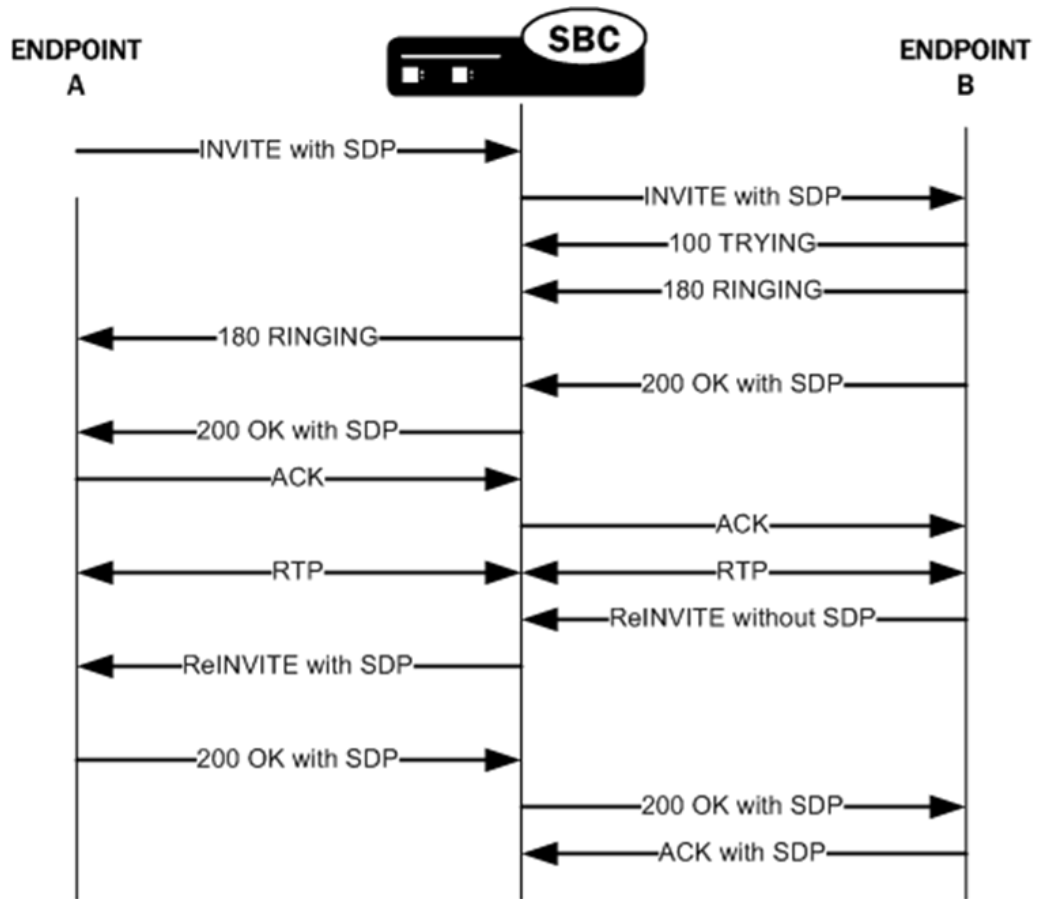 ENDPOINT
A
SBC
ENDPOINT
B
INVITE with SDP
INVITE with SDP
100 TRYING
180 RINGING
180 RINGING
200 OK with SDP
200 OK with SDP
ACK
ACK
RTP
RTP
ReINVITE without SDP
ReINVITE with SDP
200 OK with SDP
200 OK with SDP
ACK with SDP